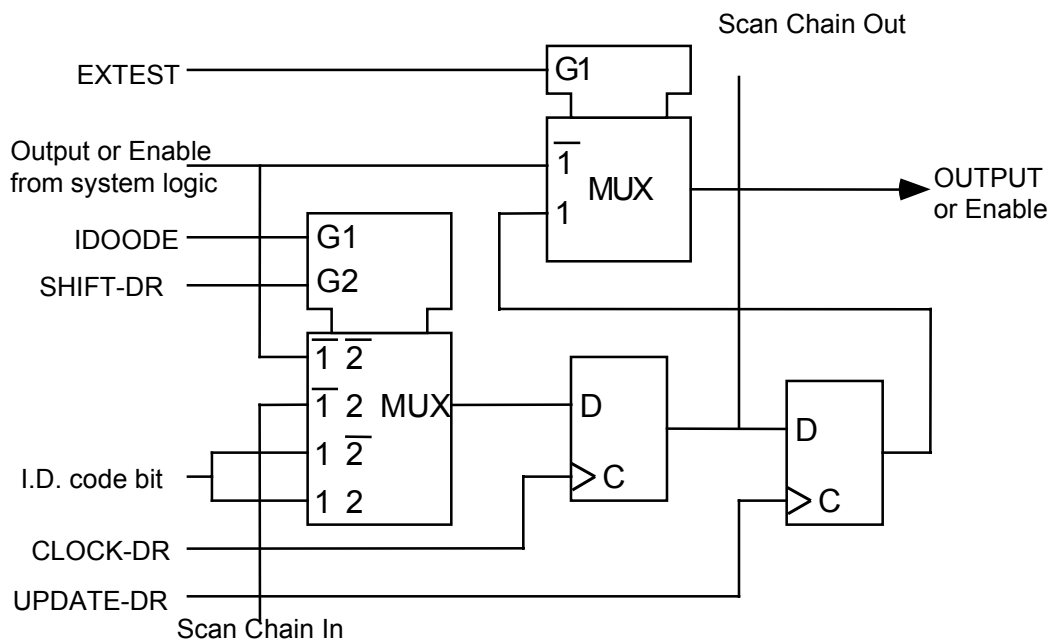 Scan Chain Out
EXTEST
G1
Output or Enable
from system logic
1
MUX
1
OUTPUT
or Enable
IDOODE
G1
SHIFT-DR
G2
1 2
1 2 MUX
1 2
1 2
D
C
D
C
I.D. code bit
CLOCK-DR
UPDATE-DR
Scan Chain In